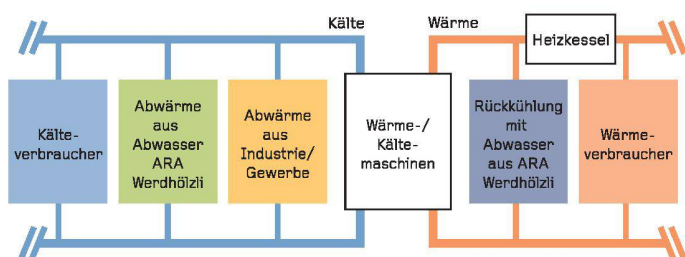 Kälte
Wärme
Heizkessel
Kälte-
verbraucher
Abwärme
aus
Abwasser
ARA
Werdhölzli
Abwärme
aus
Industrie/
Gewerbe
Wärme-/
Kälte-
maschinen
Rückkühlung
mit
Abwasser
aus ARA
Werdhölzli
Wärme-
verbraucher